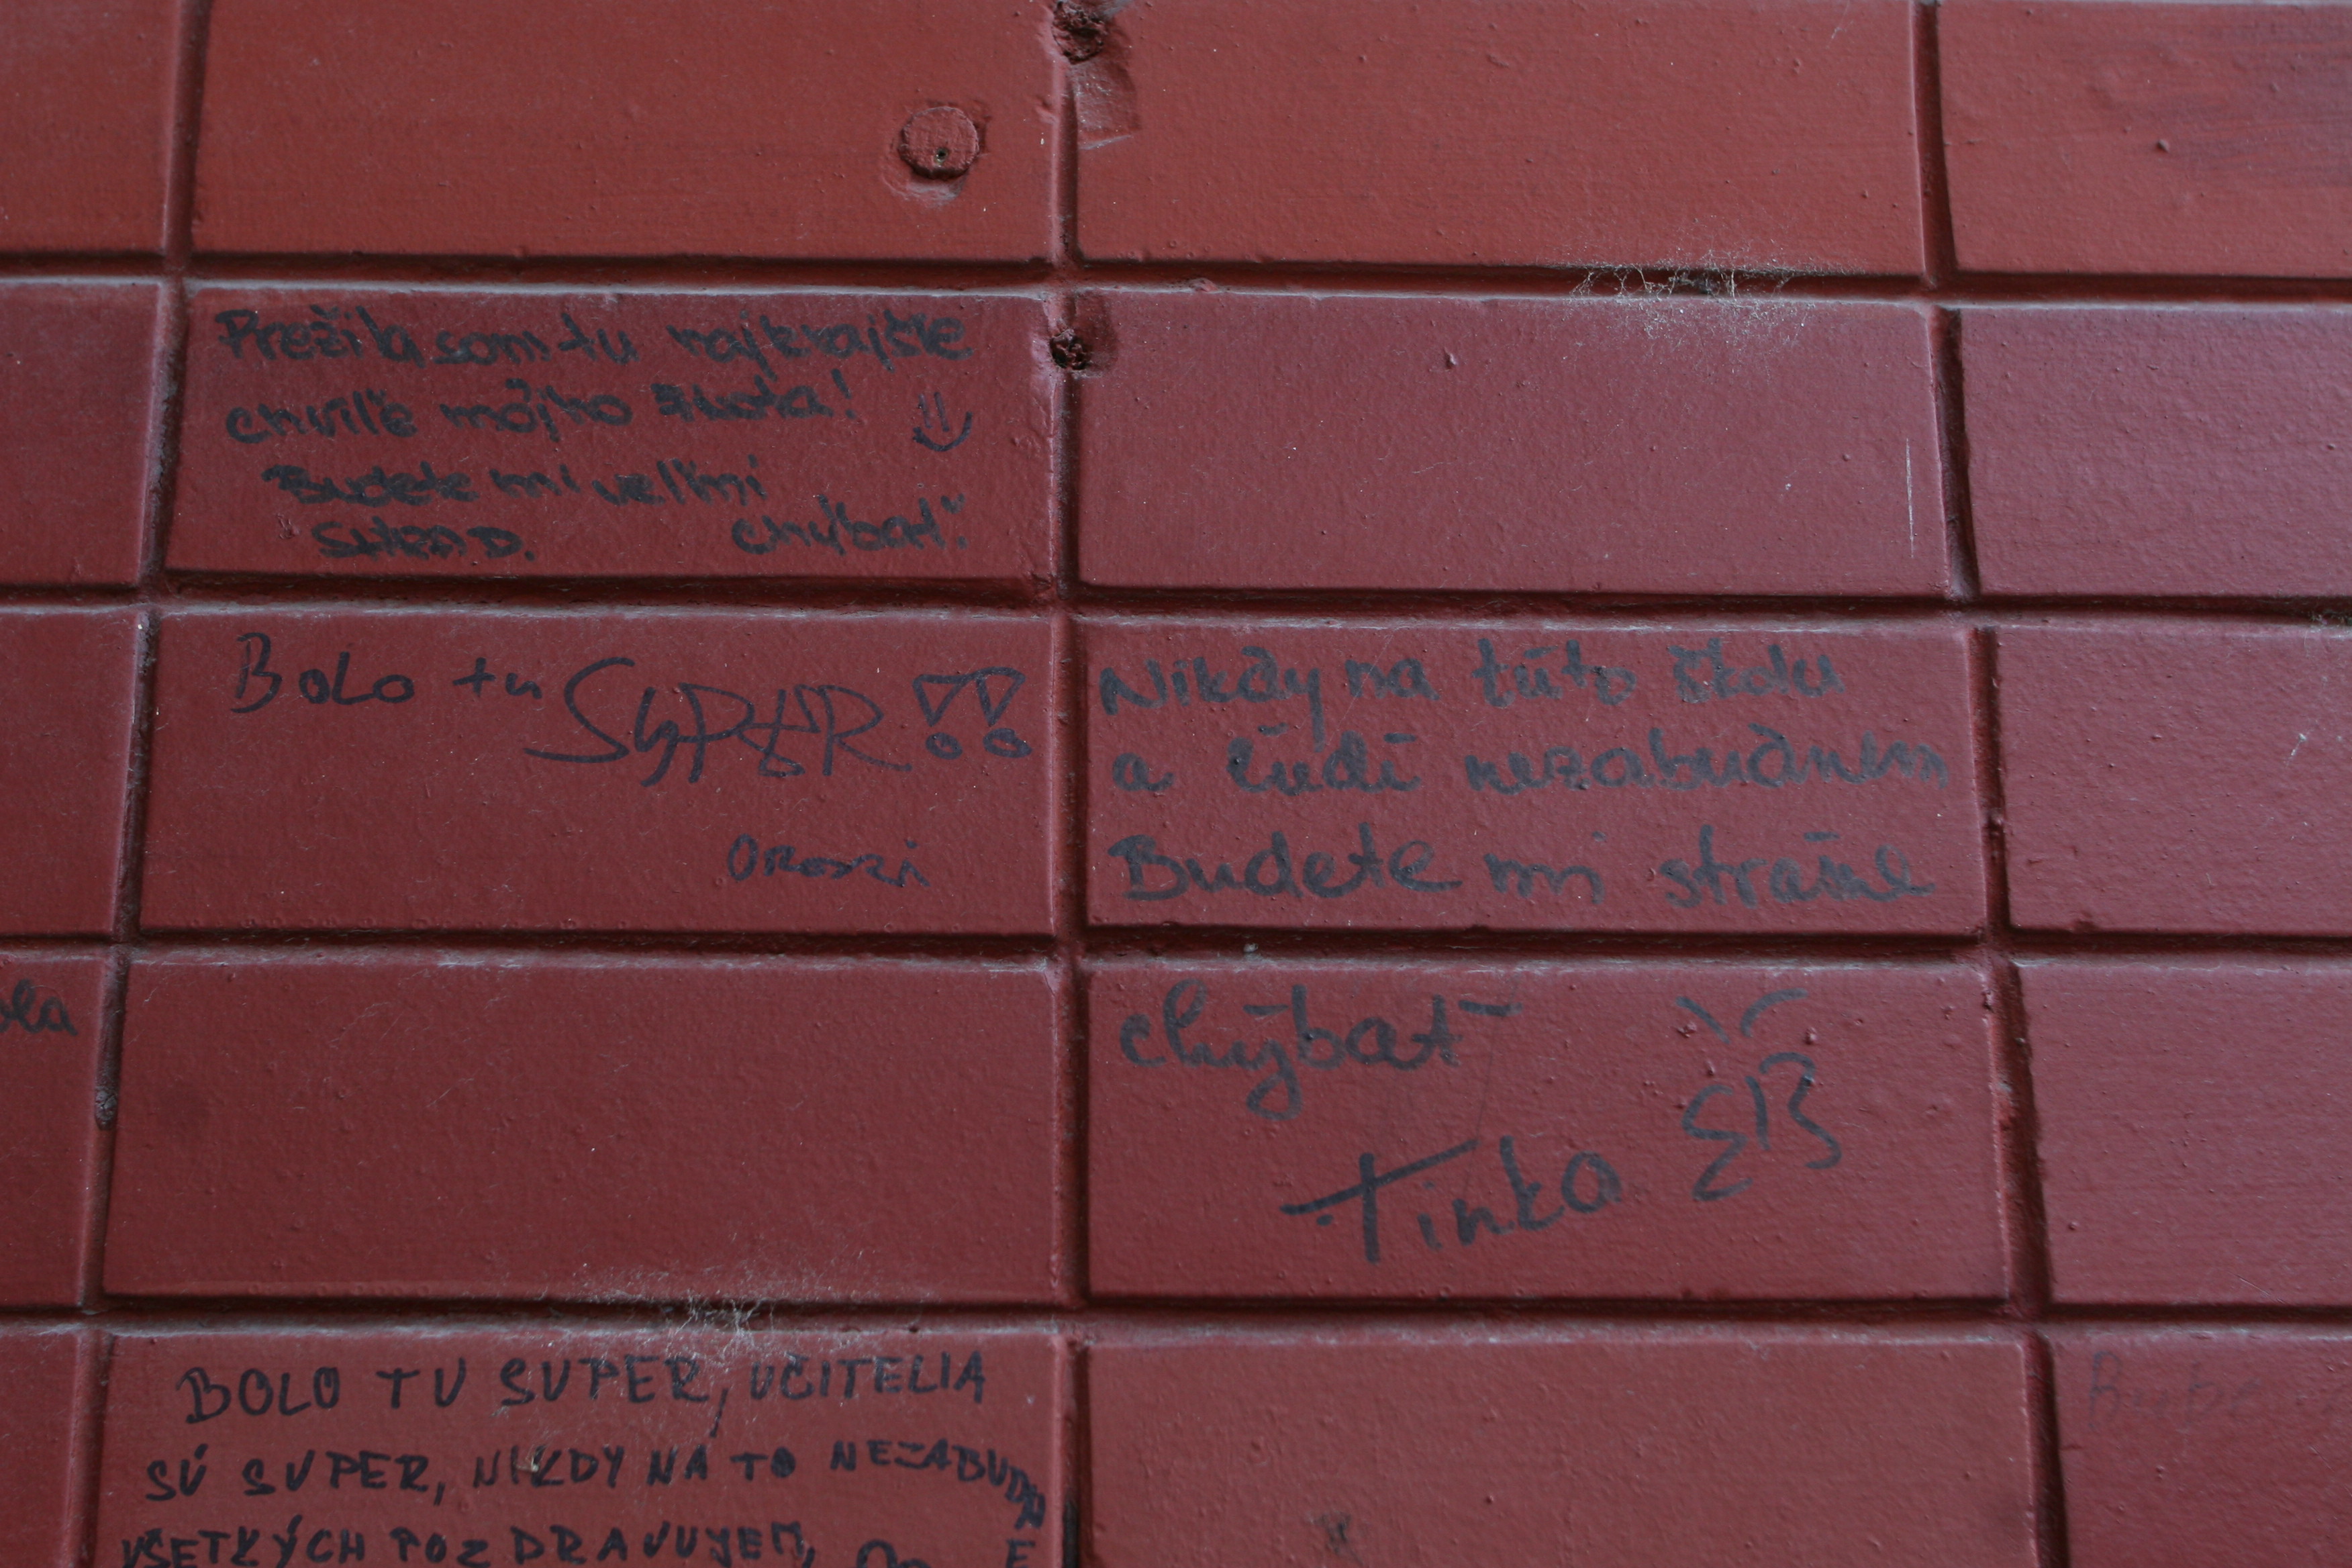 Prežila som tu najkrajšie
chvíle môjho života!
Budete mi veľmi
chýbať!
Bolo tu SUPER!!
Nikdy na túto školu
a ľudí nezabudnem
Budete mi strašne
chýbať
Tinka
BOLO TU SUPER, UČITELIA
SÚ SUPER, NIKDY NA TO NEZABUDNE
VŠETKÝCH POZDRAVUJEM,